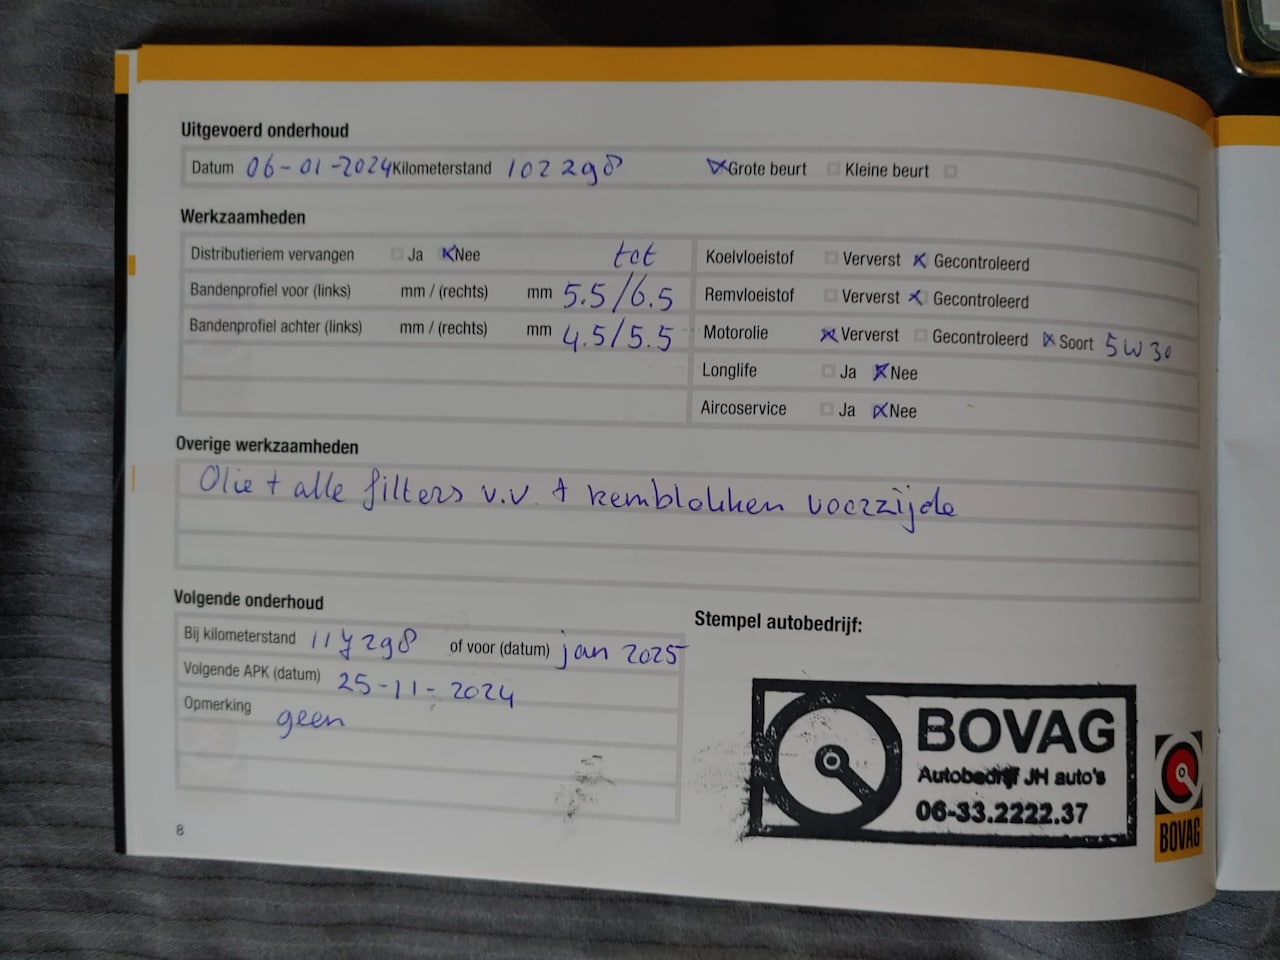 Uitgevoerd onderhoud
Datum 06-01-2024 Kilometerstand 102298 Grote beurt Kleine beurt
Werkzaamheden
Distributieriem vervangen Ja Nee tct
Bandenprofiel voor (links) mm / (rechts) mm 5.5/6.5
Bandenprofiel achter (links) mm / (rechts) mm 4.5/5.5
Koelvloeistof Ververst Gecontroleerd
Remvloeistof Ververst Gecontroleerd
Motorolie Ververst Gecontroleerd Soort 5W30
Longlife Ja Nee
Aircoservice Ja Nee
Overige werkzaamheden
Olie + alle filters v.v. + remblokken voorzijde
Volgende onderhoud
Bij kilometerstand 117298 of voor (datum) jan 2025
Volgende APK (datum) 25-11-2024
Opmerking geen
Stempel autobedrijf:
BOVAG
Autobedrijf JH auto's
06-33.2222.37
BOVAG
8